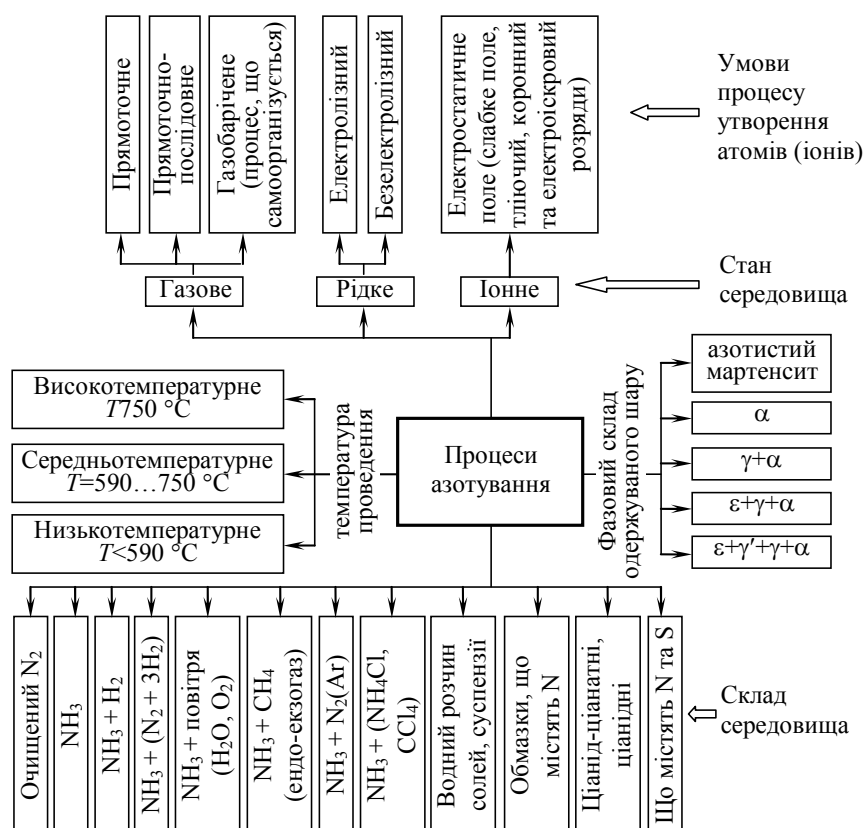 Прямоточне
Прямоточно-
послідовне
Газобарічене
(процес, що
самоорганізується)
Електролізний
Безелектролізний
Електростатичне
поле (слабке поле,
тліючий, коронний
та електроіскровий
розряди)
Умови
процесу
утворення
атомів (іонів)
Газове
Рідке
Іонне
Стан
середовища
Високотемпературне
T750 °C
Середньотемпературне
T=590…750 °C
Низькотемпературне
T<590 °C
температура
проведення
Процеси
азотування
Фазовий склад
одержуваного шару
азотистий
мартенсит
α
γ+α
ε+γ+α
ε+γ′+γ+α
Очищений N₂
NH₃
NH₃ + H₂
NH₃ + (N₂ + 3H₂)
NH₃ + повітря
(H₂O, O₂)
NH₃ + CH₄
(ендо-екзогаз)
NH₃ + N₂(Ar)
NH₃ + (NH₄Cl,
CCl₄)
Водний розчин
солей, суспензії
Обмазки, що
містять N
Ціанід-ціанатні,
ціанідні
Що містять N та S
Склад
середовища